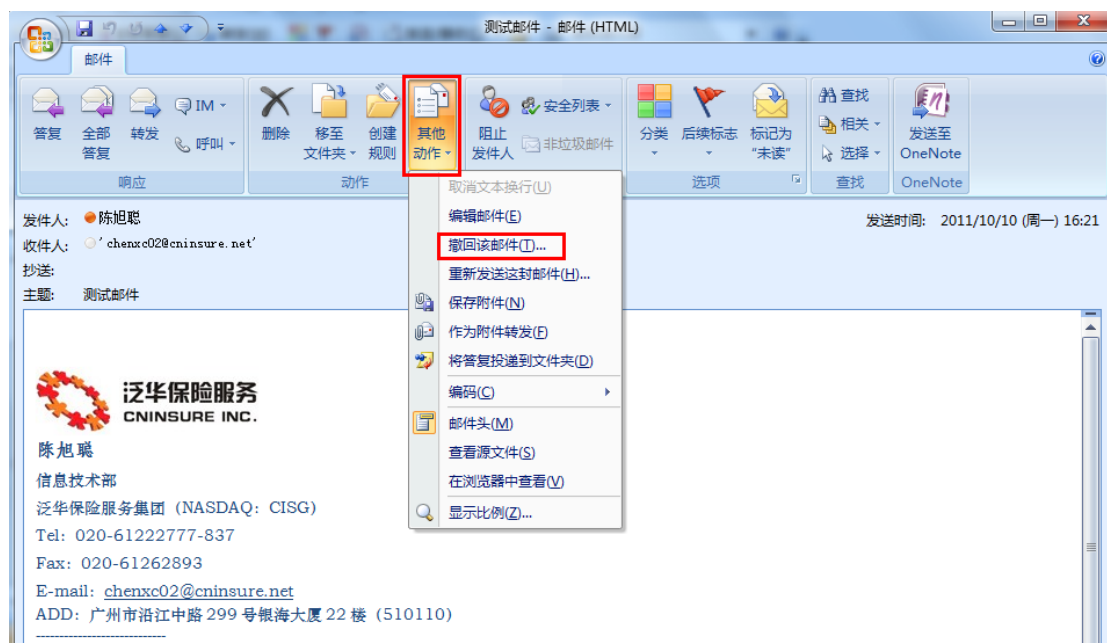 测试邮件 - 邮件 (HTML)
邮件
答复
全部
答复
转发
IM
呼叫
响应
删除
移至
文件夹
创建
规则
其他
动作
动作
阻止
发件人
安全列表
非垃圾邮件
分类
后续标志
标记为
"未读"
选项
查找
相关
选择
查找
发送至
OneNote
OneNote
取消文本换行(U)
编辑邮件(E)
撤回该邮件(T)...
重新发送这封邮件(H)...
保存附件(N)
作为附件转发(F)
将答复投递到文件夹(D)
编码(C)
邮件头(M)
查看源文件(S)
在浏览器中查看(V)
显示比例(Z)...
发件人: 陈旭聪
发送时间: 2011/10/10 (周一) 16:21
收件人: 'chenxc02@cninsure.net'
抄送:
主题: 测试邮件
泛华保险服务
CNINSURE INC.
陈旭聪
信息技术部
泛华保险服务集团（NASDAQ：CISG）
Tel: 020-61222777-837
Fax: 020-61262893
E-mail: chenxc02@cninsure.net
ADD: 广州市沿江中路 299 号银海大厦 22 楼（510110）
----------------------------